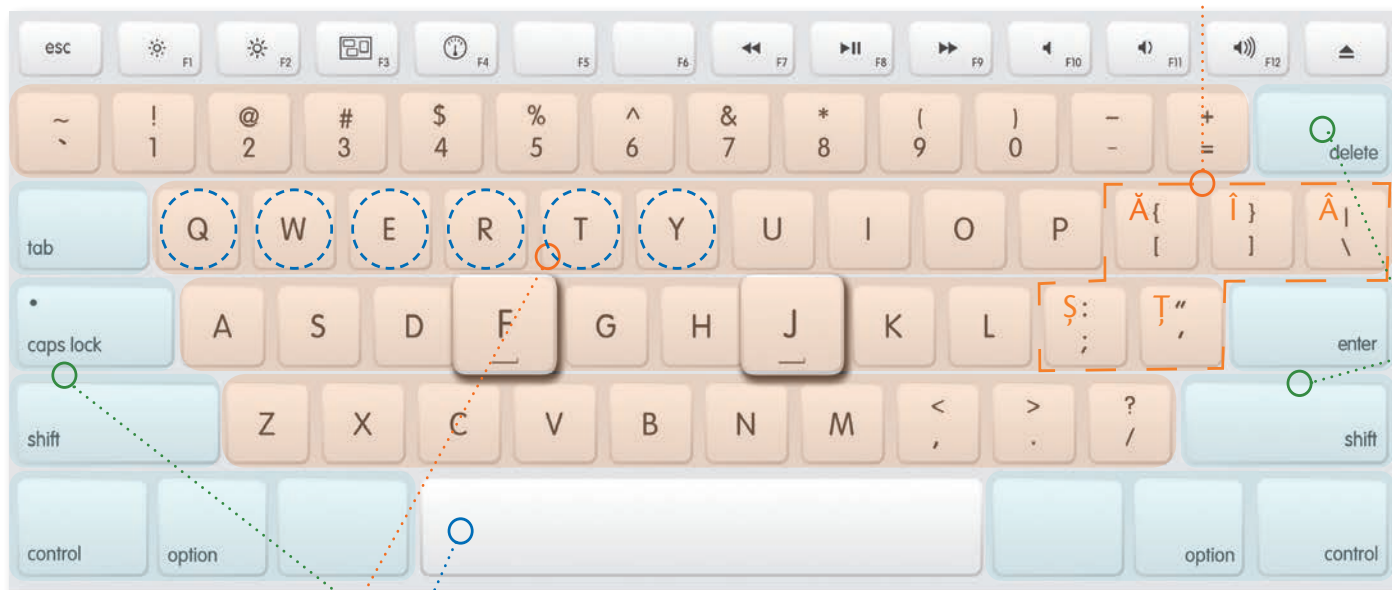 esc F1 F2 F3 F4 F5 F6 F7 F8 F9 F10 F11 F12
~ ! @ # $ % ^ & * ( ) – +
` 1 2 3 4 5 6 7 8 9 0 - = delete
tab Q W E R T Y U I O P Ă { Î } Â |
[ ] \
caps lock A S D F G H J K L Ș : Ț " enter
; '
shift Z X C V B N M < > ? shift
, . /
control option option control